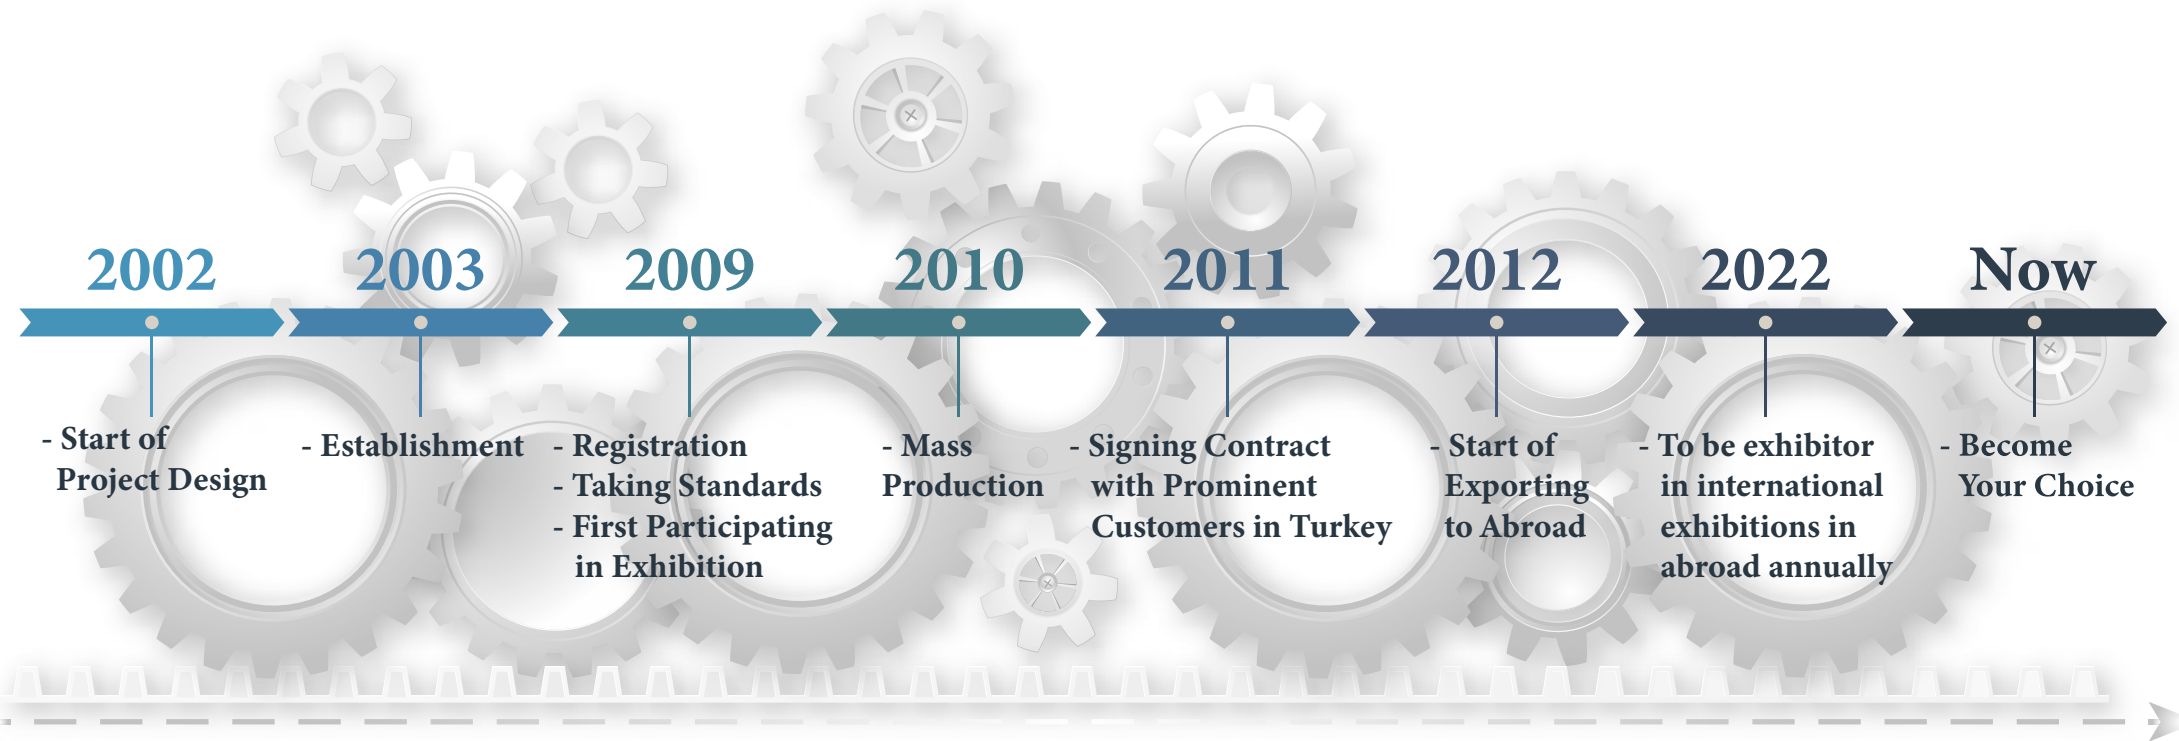 2002
2003
2009
2010
2011
2012
2022
Now
- Start of
Project Design
- Establishment
- Registration
- Taking Standards
- First Participating
in Exhibition
- Mass
Production
- Signing Contract
with Prominent
Customers in Turkey
- Start of
Exporting
to Abroad
- To be exhibitor
in international
exhibitions in
abroad annually
- Become
Your Choice